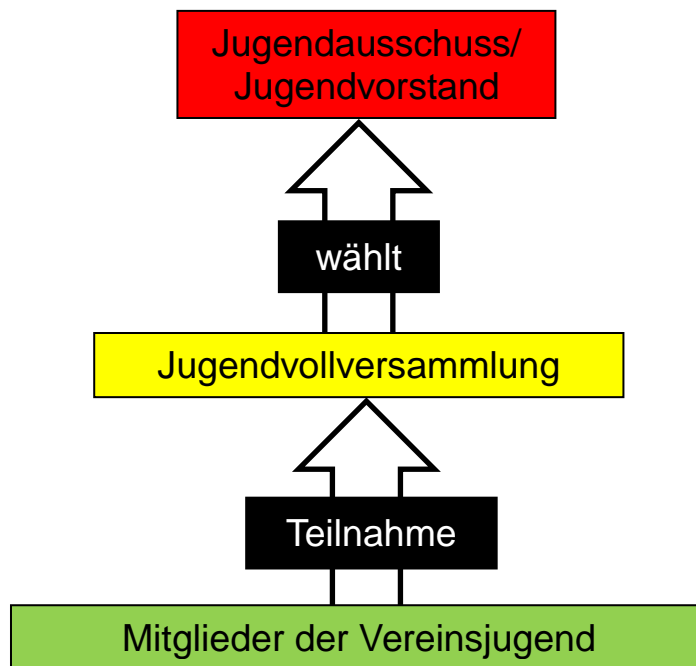 Jugendausschuss/
Jugendvorstand
wählt
Jugendvollversammlung
Teilnahme
Mitglieder der Vereinsjugend